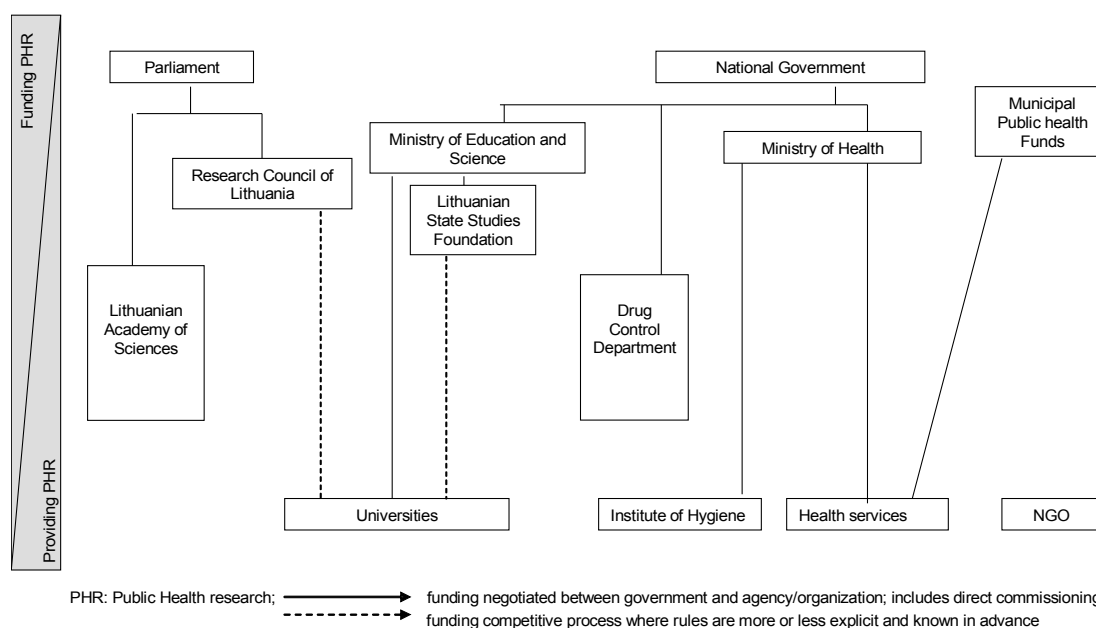 Funding PHR
Providing PHR
Parliament
National Government
Municipal
Public health
Funds
Ministry of Education and
Science
Ministry of Health
Research Council of
Lithuania
Lithuanian
State Studies
Foundation
Lithuanian
Academy of
Sciences
Drug
Control
Department
Universities
Institute of Hygiene
Health services
NGO
PHR: Public Health research;
funding negotiated between government and agency/organization; includes direct commissioning
funding competitive process where rules are more or less explicit and known in advance